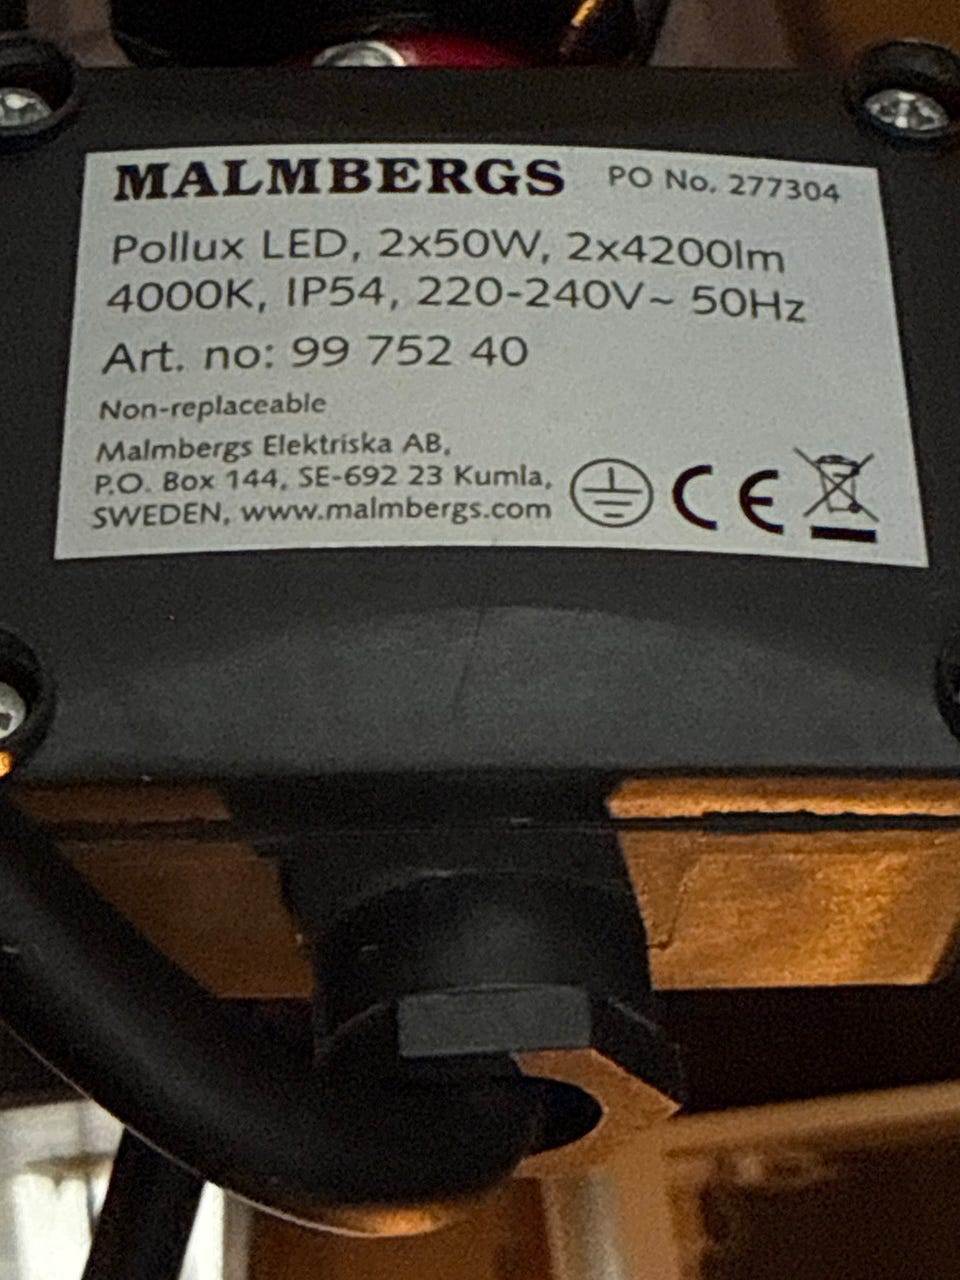 MALMBERGS PO No. 277304
Pollux LED, 2x50W, 2x4200lm
4000K, IP54, 220-240V~ 50Hz
Art. no: 99 752 40
Non-replaceable
Malmbergs Elektriska AB,
P.O. Box 144, SE-692 23 Kumla,
SWEDEN, www.malmbergs.com
CE